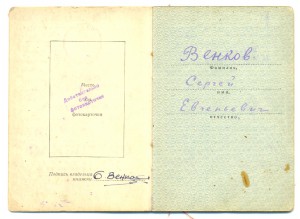 Место
для
фотокарточки
Подпись владельца
книжки
С. Венков
Венков
Фамилия,
Сергей
имя,
Евгеньевич
отчество,